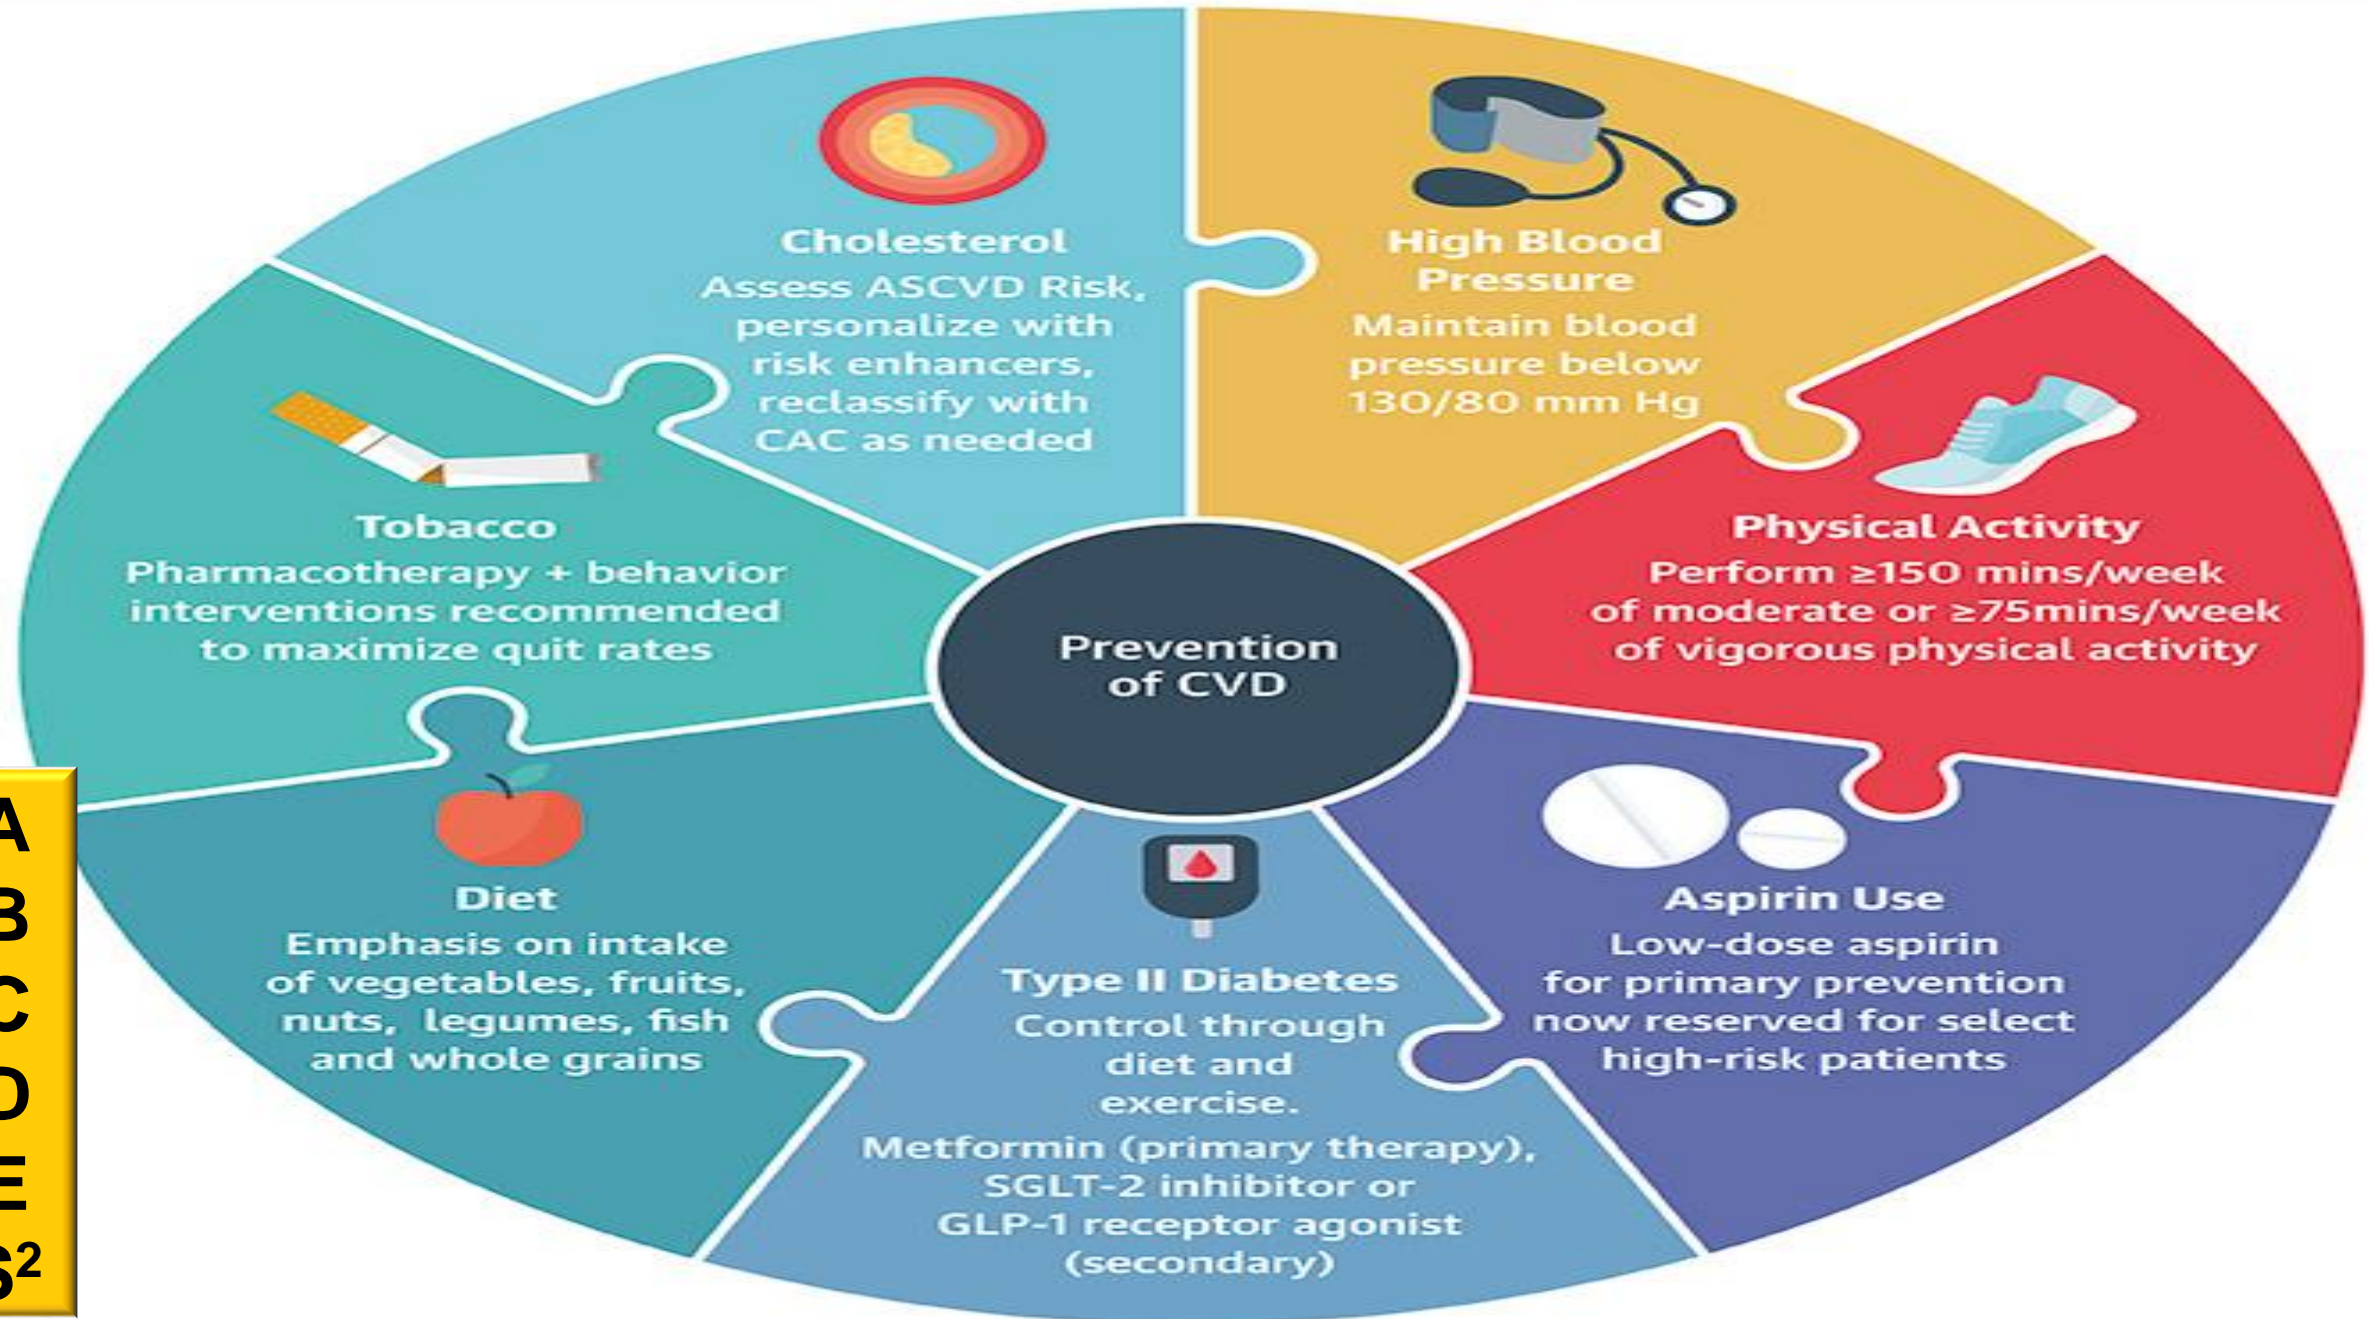 Cholesterol
Assess ASCVD Risk,
personalize with
risk enhancers,
reclassify with
CAC as needed
High Blood
Pressure
Maintain blood
pressure below
130/80 mm Hg
Physical Activity
Perform ≥150 mins/week
of moderate or ≥75mins/week
of vigorous physical activity
Aspirin Use
Low-dose aspirin
for primary prevention
now reserved for select
high-risk patients
Type II Diabetes
Control through
diet and
exercise.
Metformin (primary therapy),
SGLT-2 inhibitor or
GLP-1 receptor agonist
(secondary)
Diet
Emphasis on intake
of vegetables, fruits,
nuts, legumes, fish
and whole grains
Tobacco
Pharmacotherapy + behavior
interventions recommended
to maximize quit rates
Prevention
of CVD
A
B
C
D
E
S²